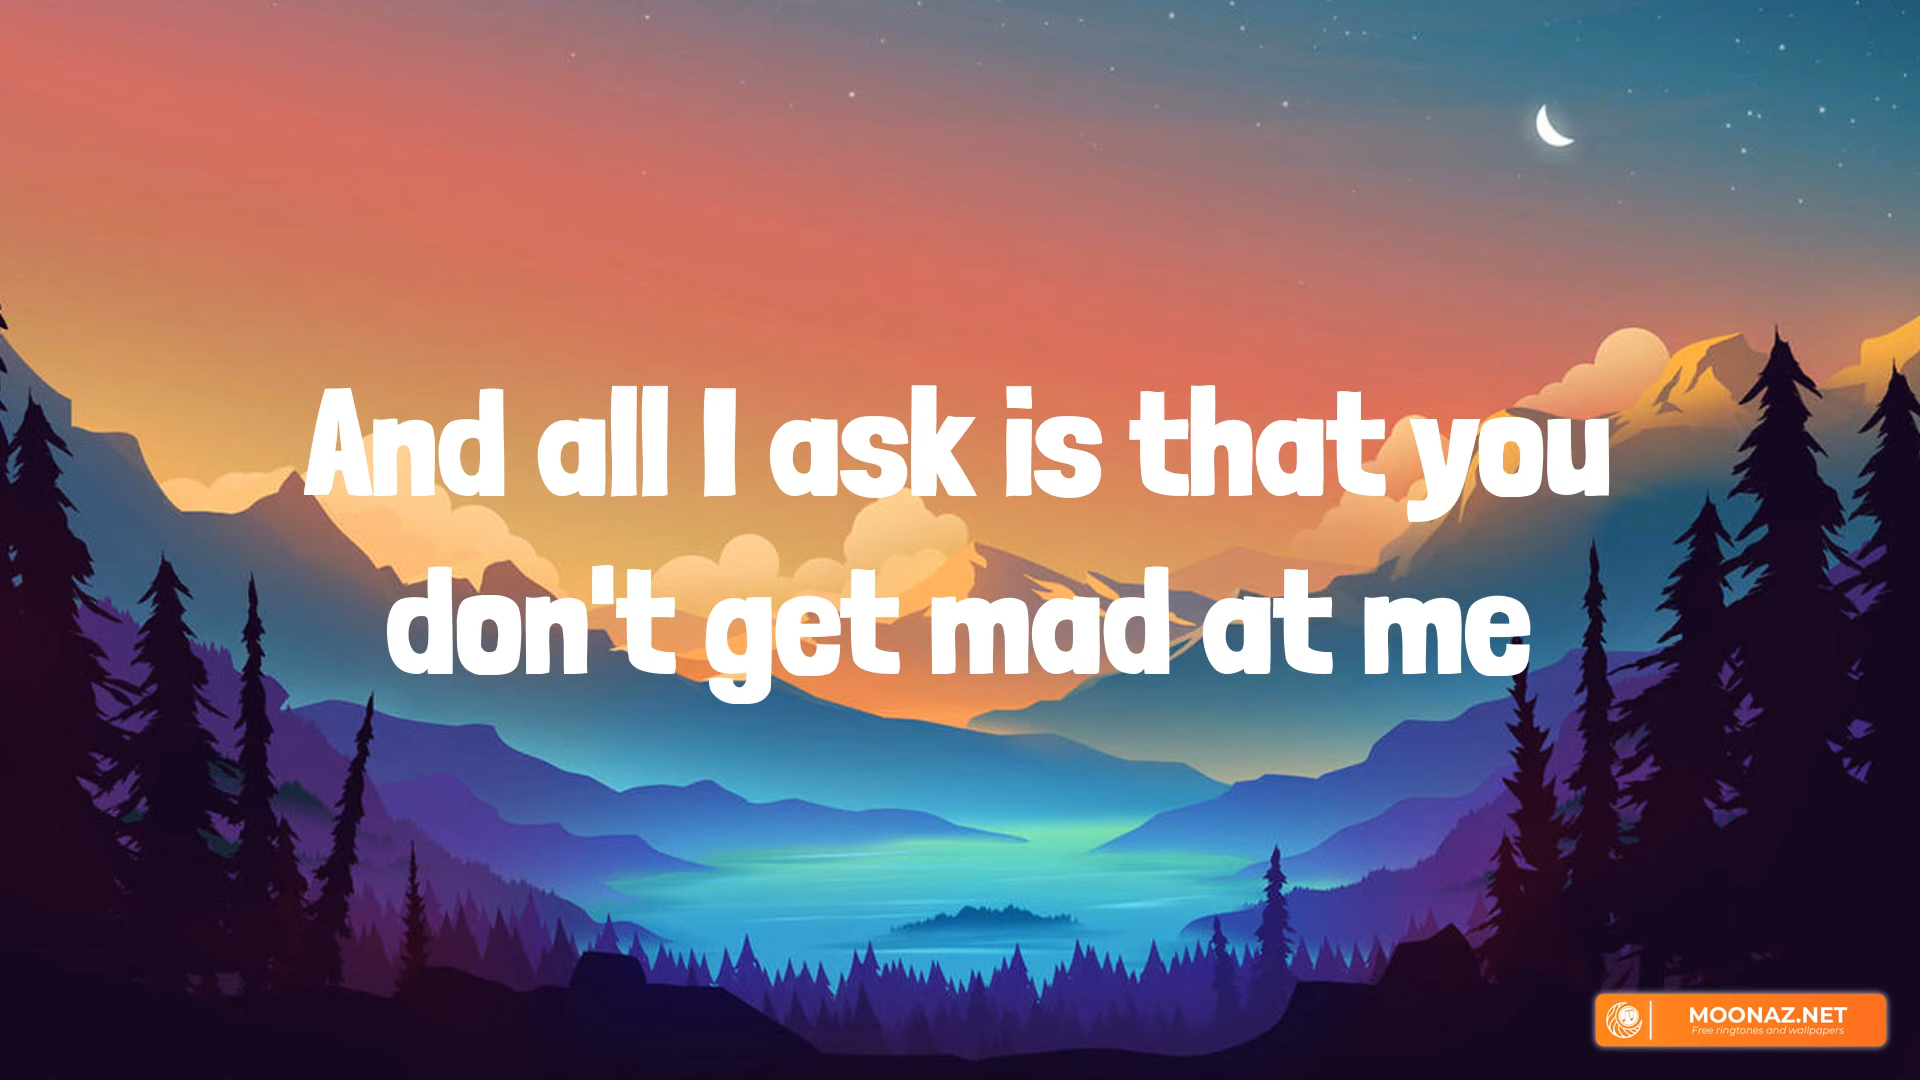 And all I ask is that you
don't get mad at me
MOONAZ.NET
Free ringtones and wallpapers